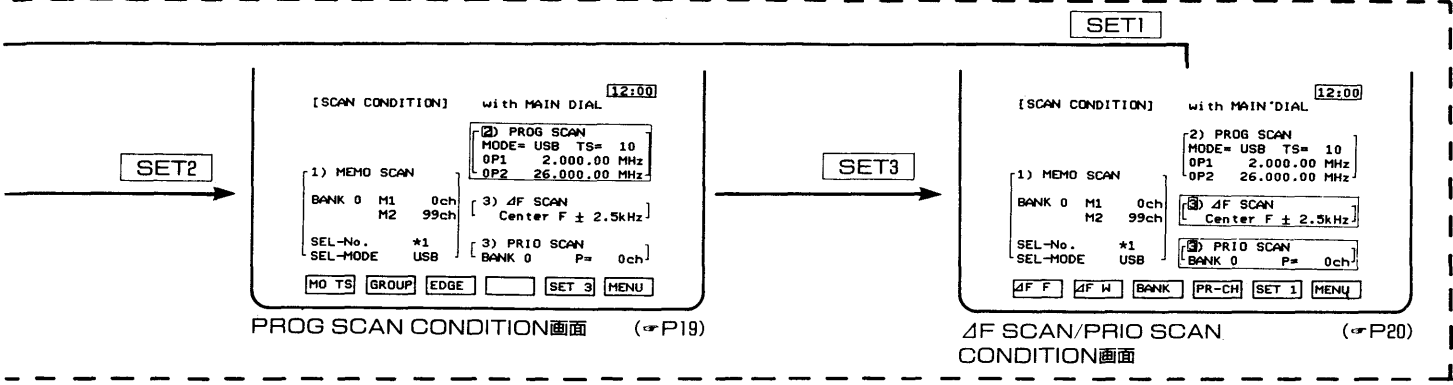 SET1
SET2
12:00
[SCAN CONDITION] with MAIN DIAL
2) PROG SCAN
MODE= USB TS= 10
0P1 2.000.00 MHz
0P2 26.000.00 MHz
1) MEMO SCAN
BANK 0 M1 0ch
M2 99ch
SEL-No. *1
SEL-MODE USB
3) ⊿F SCAN
Center F ± 2.5kHz
3) PRIO SCAN
BANK 0 P= 0ch
MO TS GROUP EDGE SET 3 MENU
PROG SCAN CONDITION画面 (☞P19)
SET3
12:00
[SCAN CONDITION] with MAIN DIAL
2) PROG SCAN
MODE= USB TS= 10
0P1 2.000.00 MHz
0P2 26.000.00 MHz
1) MEMO SCAN
BANK 0 M1 0ch
M2 99ch
SEL-No. *1
SEL-MODE USB
3) ⊿F SCAN
Center F ± 2.5kHz
3) PRIO SCAN
BANK 0 P= 0ch
⊿F F ⊿F W BANK PR-CH SET 1 MENU
⊿F SCAN/PRIO SCAN (☞P20)
CONDITION画面